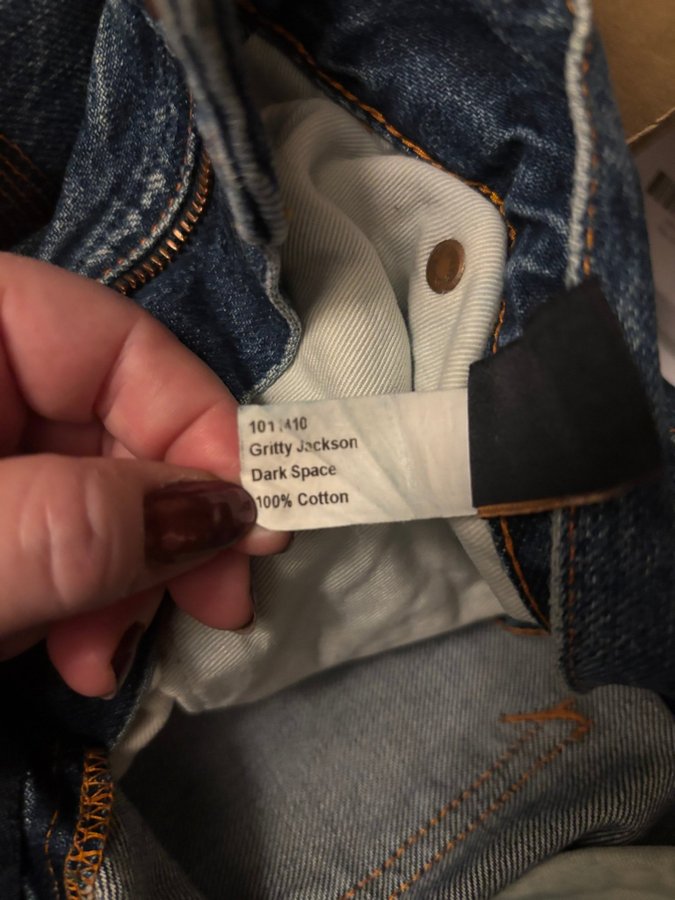 Gritty Jackson
Dark Space
100% Cotton